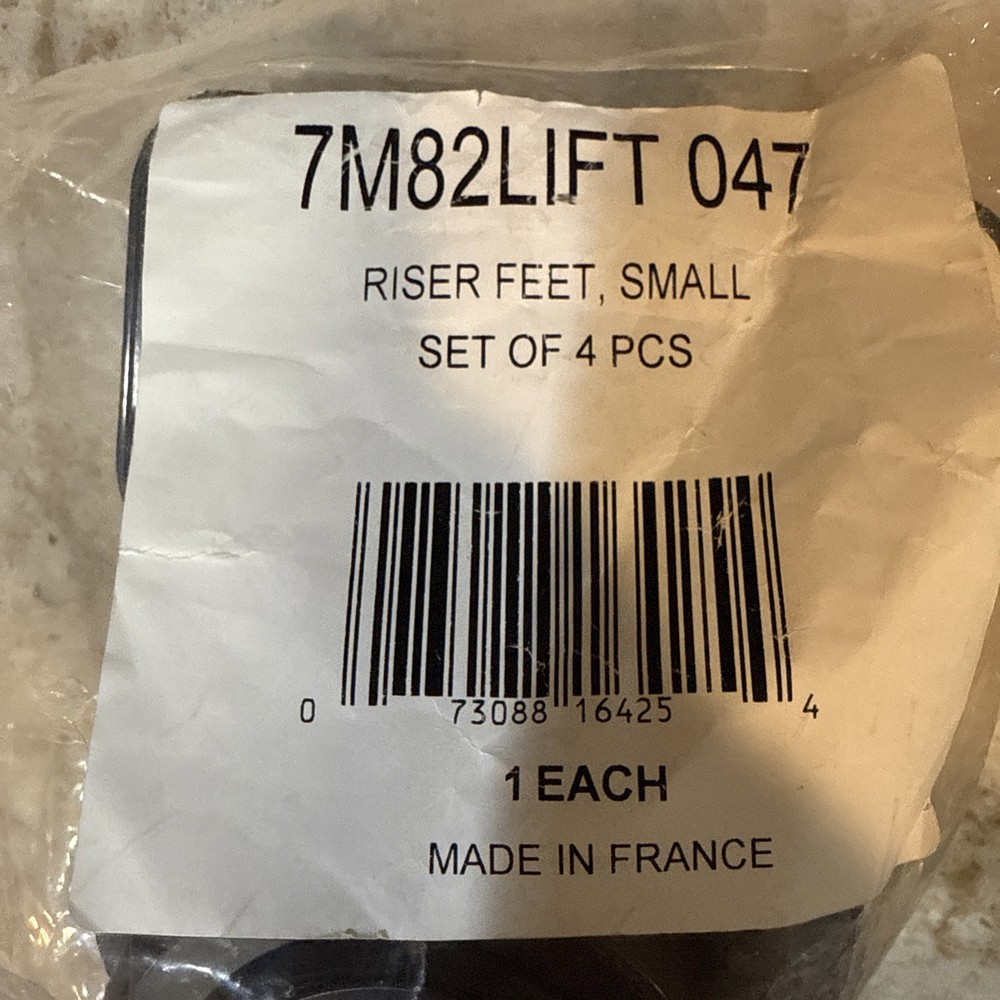 7M82LIFT 047
RISER FEET, SMALL
SET OF 4 PCS
0 73088 16425 4
1 EACH
MADE IN FRANCE